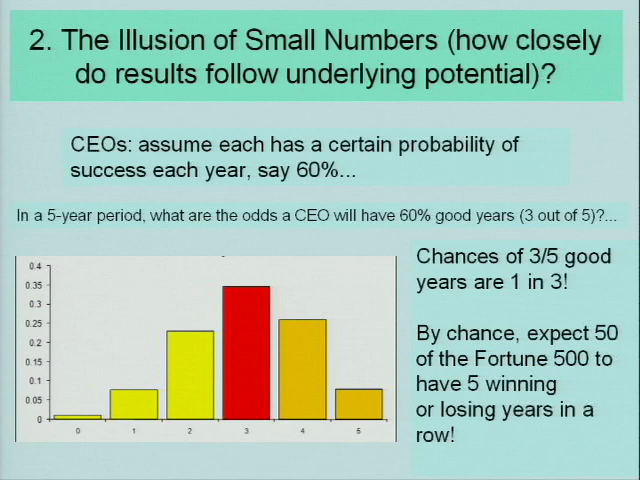 2. The Illusion of Small Numbers (how closely
do results follow underlying potential)?
CEOs: assume each has a certain probability of
success each year, say 60%...
In a 5-year period, what are the odds a CEO will have 60% good years (3 out of 5)?...
Chances of 3/5 good
years are 1 in 3!
By chance, expect 50
of the Fortune 500 to
have 5 winning
or losing years in a
row!
0.4
0.35
0.3
0.25
0.2
0.15
0.1
0.05
0
0 1 2 3 4 5